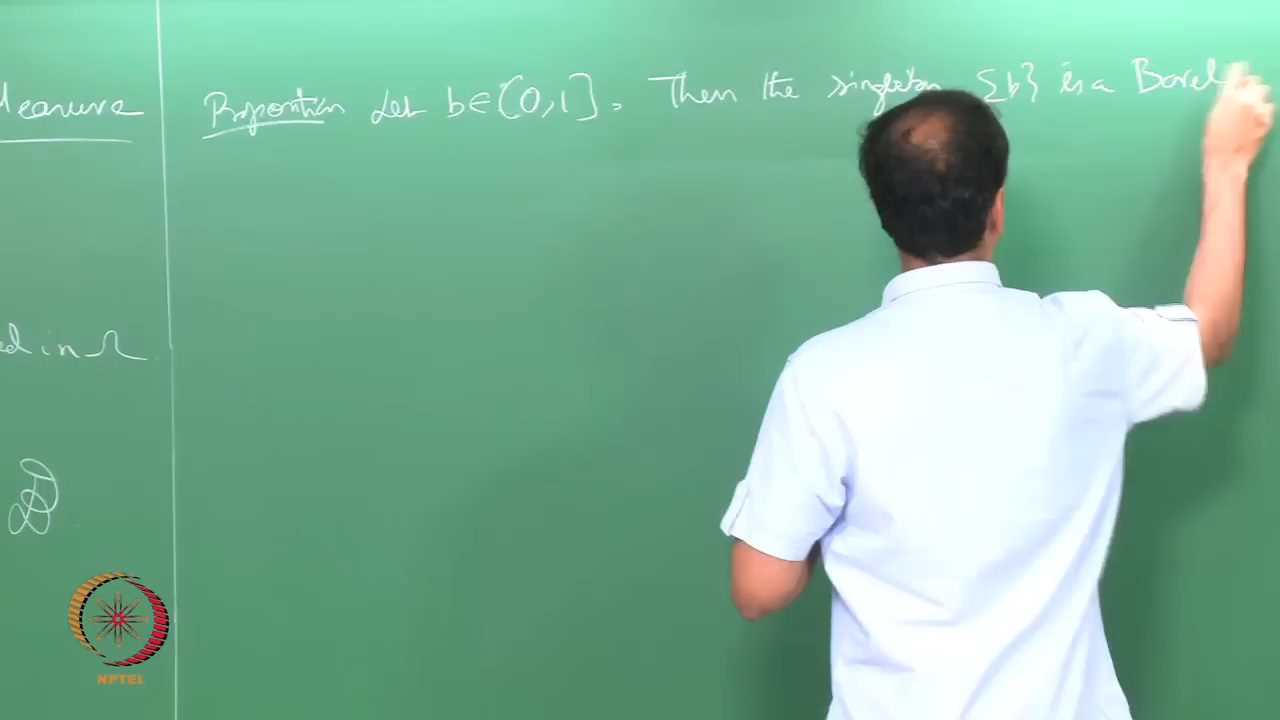 Measure
Proposition Let b∈(0,1]. Then the singleton {b} is a Borel
ed in Ω
NPTEL